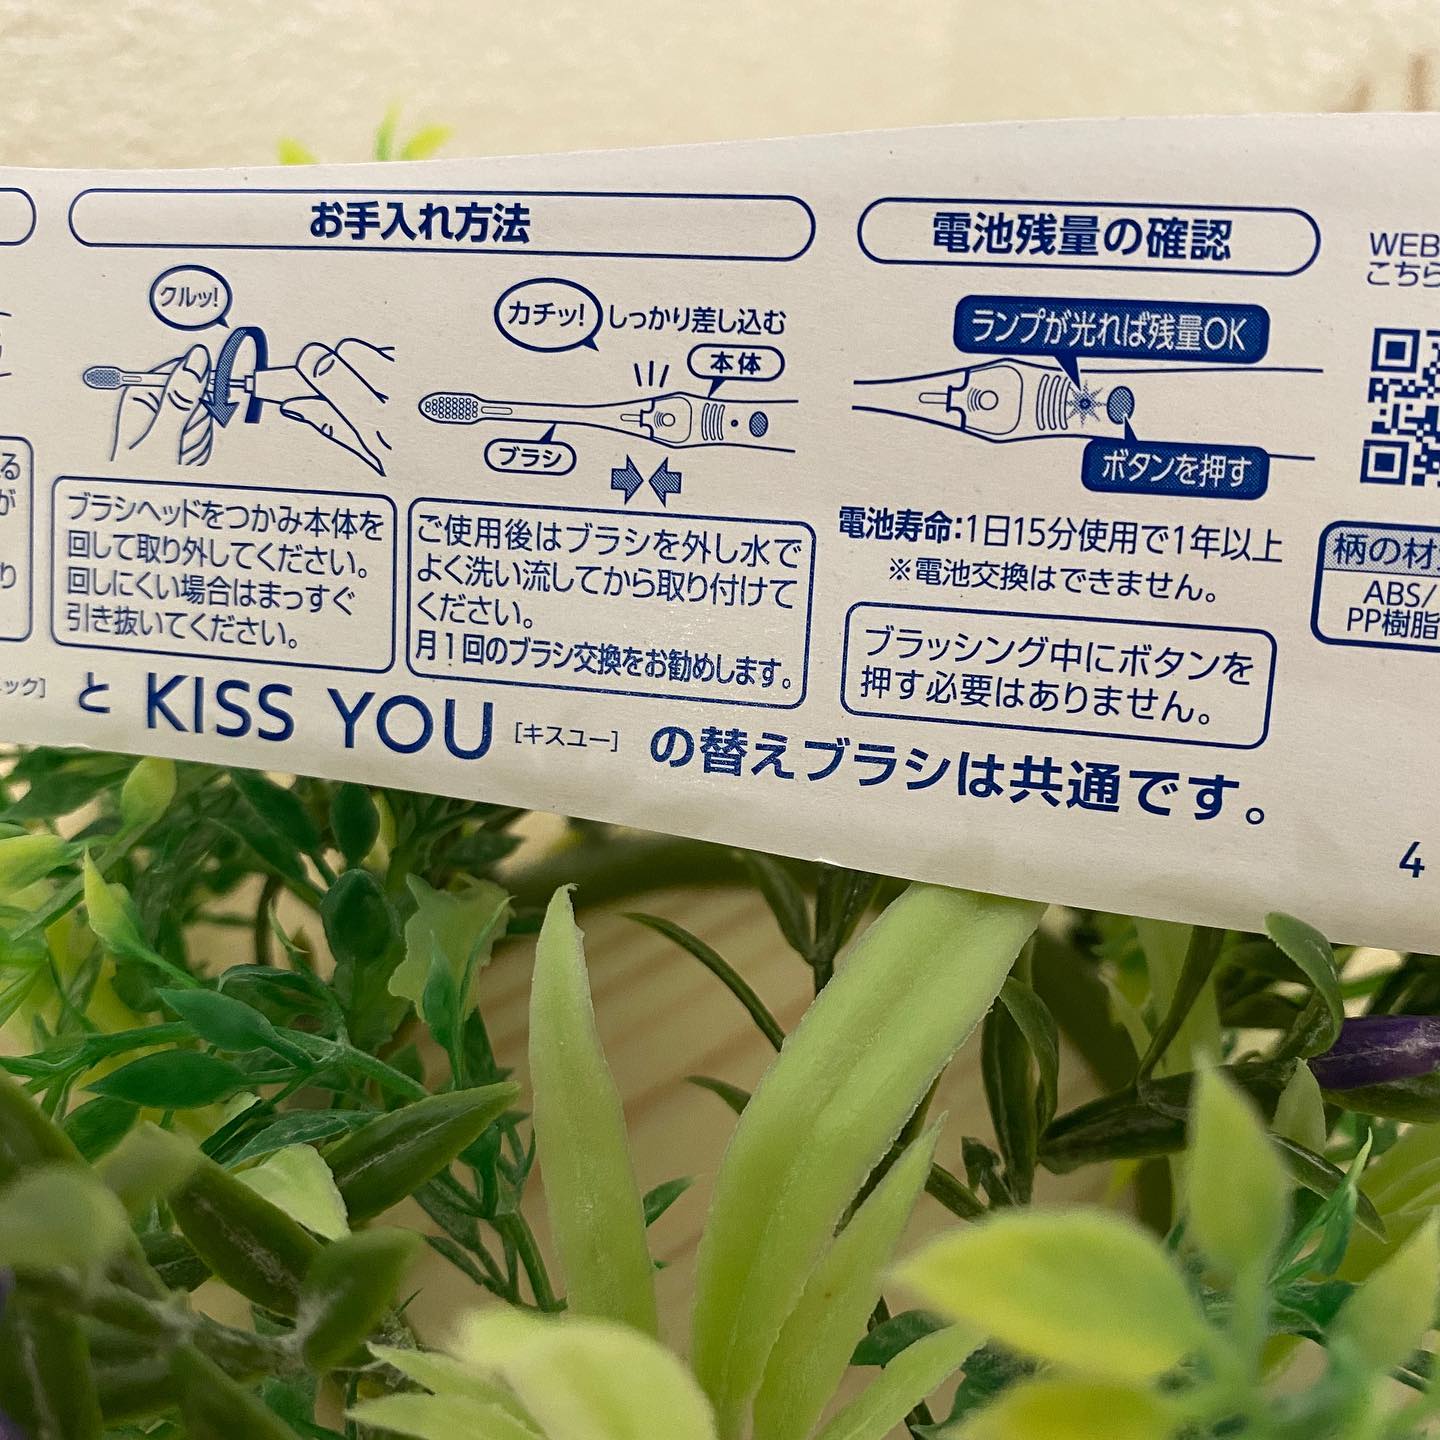 お手入れ方法
クルッ!
カチッ!
しっかり差し込む
本体
ブラシ
ブラシヘッドをつかみ本体を
回して取り外してください。
回しにくい場合はまっすぐ
引き抜いてください。
ご使用後はブラシを外し水で
よく洗い流してから取り付けて
ください。
月1回のブラシ交換をお勧めします。
電池残量の確認
ランプが光れば残量OK
ボタンを押す
電池寿命:1日15分使用で1年以上
※電池交換はできません。
ブラッシング中にボタンを
押す必要はありません。
WEB
こちら
柄の材
ABS/
PP樹脂
と KISS YOU [キスユー] の替えブラシは共通です。
4